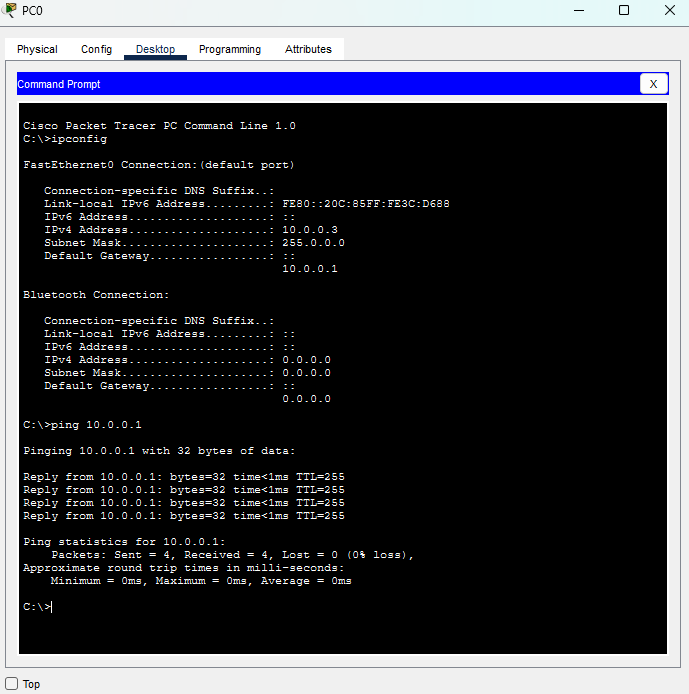 PC0
Physical Config Desktop Programming Attributes
Command Prompt X
Cisco Packet Tracer PC Command Line 1.0
C:\>ipconfig
FastEthernet0 Connection:(default port)
Connection-specific DNS Suffix..:
Link-local IPv6 Address.........: FE80::20C:85FF:FE3C:D688
IPv6 Address....................: ::
IPv4 Address....................: 10.0.0.3
Subnet Mask.....................: 255.0.0.0
Default Gateway.................: ::
10.0.0.1
Bluetooth Connection:
Connection-specific DNS Suffix..:
Link-local IPv6 Address.........: ::
IPv6 Address....................: ::
IPv4 Address....................: 0.0.0.0
Subnet Mask.....................: 0.0.0.0
Default Gateway.................: ::
0.0.0.0
C:\>ping 10.0.0.1
Pinging 10.0.0.1 with 32 bytes of data:
Reply from 10.0.0.1: bytes=32 time<1ms TTL=255
Reply from 10.0.0.1: bytes=32 time<1ms TTL=255
Reply from 10.0.0.1: bytes=32 time<1ms TTL=255
Reply from 10.0.0.1: bytes=32 time<1ms TTL=255
Ping statistics for 10.0.0.1:
Packets: Sent = 4, Received = 4, Lost = 0 (0% loss),
Approximate round trip times in milli-seconds:
Minimum = 0ms, Maximum = 0ms, Average = 0ms
C:\>
Top